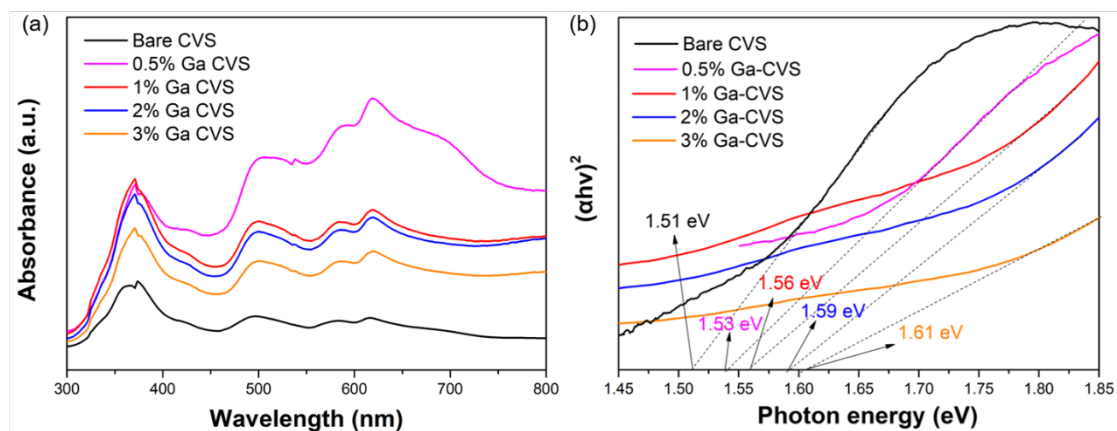 (a)
Bare CVS
0.5% Ga CVS
1% Ga CVS
2% Ga CVS
3% Ga CVS
Absorbance (a.u.)
300 400 500 600 700 800
Wavelength (nm)
(b)
Bare CVS
0.5% Ga-CVS
1% Ga-CVS
2% Ga-CVS
3% Ga-CVS
(αhν)²
1.51 eV
1.56 eV
1.53 eV
1.59 eV
1.61 eV
1.45 1.50 1.55 1.60 1.65 1.70 1.75 1.80 1.85
Photon energy (eV)